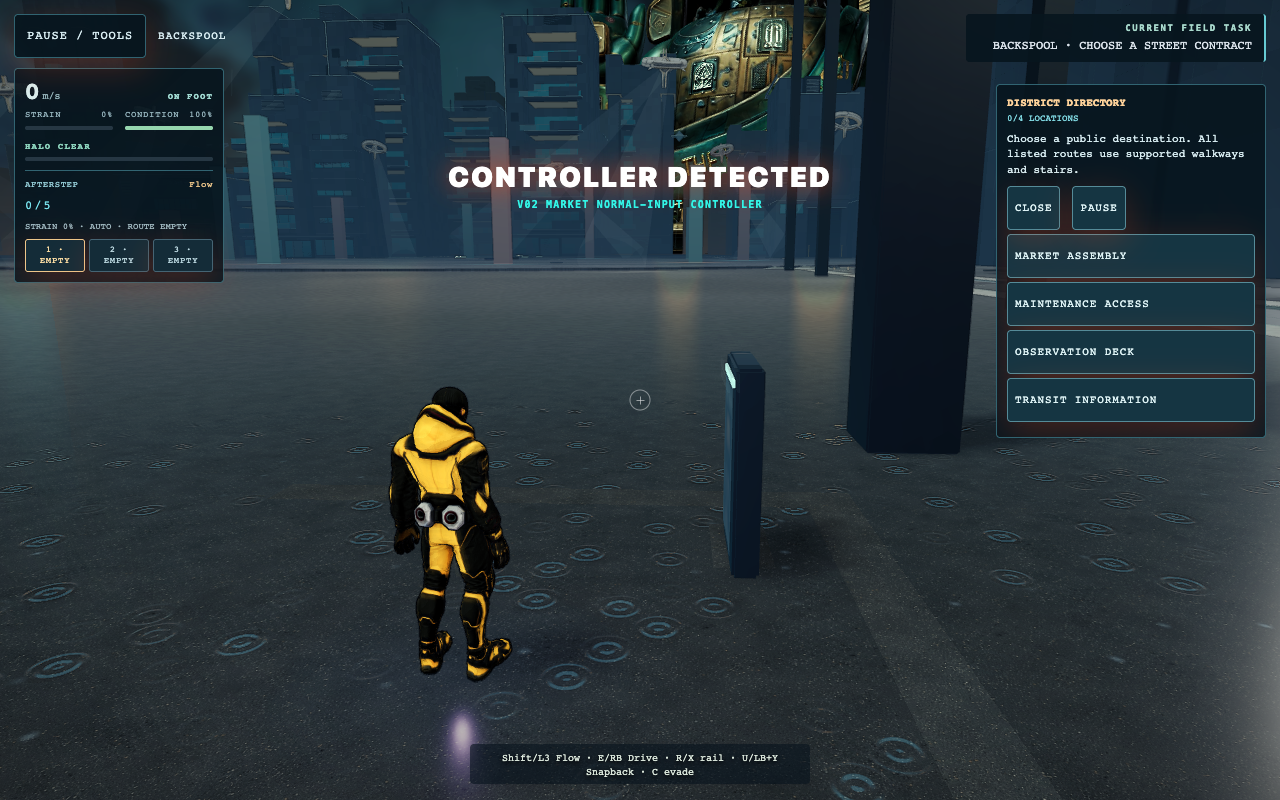 PAUSE / TOOLS
BACKSPOOL
0 m/s
ON FOOT
STRAIN 0%
CONDITION 100%
HALO CLEAR
AFTERSTEP
Flow
0/5
STRAIN 0% · AUTO · ROUTE EMPTY
1 · EMPTY
2 · EMPTY
3 · EMPTY
CONTROLLER DETECTED
V02 MARKET NORMAL-INPUT CONTROLLER
THE
CURRENT FIELD TASK
BACKSPOOL · CHOOSE A STREET CONTRACT
DISTRICT DIRECTORY
0/4 LOCATIONS
Choose a public destination. All
listed routes use supported walkways
and stairs.
CLOSE
PAUSE
MARKET ASSEMBLY
MAINTENANCE ACCESS
OBSERVATION DECK
TRANSIT INFORMATION
Shift/L3 Flow · E/RB Drive · R/X rail · U/LB+Y
Snapback · C evade